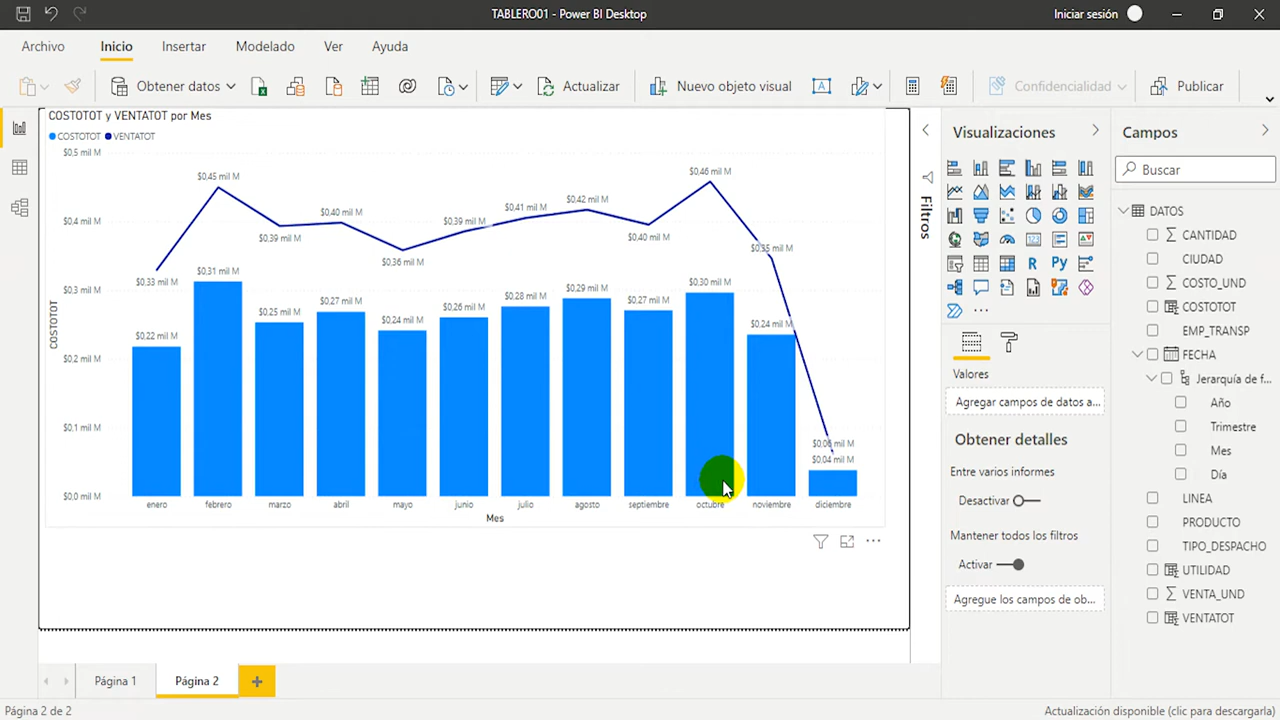 TABLERO01 - Power BI Desktop
Iniciar sesión
Archivo
Inicio
Insertar
Modelado
Ver
Ayuda
Obtener datos
Actualizar
Nuevo objeto visual
Confidencialidad
Publicar
COSTOTOT y VENTATOT por Mes
COSTOTOT VENTATOT
$0,5 mil M
$0,4 mil M
$0,3 mil M
$0,2 mil M
$0,1 mil M
$0,0 mil M
COSTOTOT
$0.33 mil M
$0.45 mil M
$0.39 mil M
$0.40 mil M
$0.36 mil M
$0.39 mil M
$0.41 mil M
$0.42 mil M
$0.40 mil M
$0.46 mil M
$0.35 mil M
$0.06 mil M
$0.22 mil M
$0.31 mil M
$0.25 mil M
$0.27 mil M
$0.24 mil M
$0.26 mil M
$0.28 mil M
$0.29 mil M
$0.27 mil M
$0.30 mil M
$0.24 mil M
$0.04 mil M
enero febrero marzo abril mayo junio julio agosto septiembre octubre noviembre diciembre
Mes
Filtros
Visualizaciones
R
Py
Valores
Agregar campos de datos a...
Obtener detalles
Entre varios informes
Desactivar
Mantener todos los filtros
Activar
Agregue los campos de ob...
Campos
Buscar
DATOS
CANTIDAD
CIUDAD
COSTO_UND
COSTOTOT
EMP_TRANSP
FECHA
Jerarquía de f...
Año
Trimestre
Mes
Día
LINEA
PRODUCTO
TIPO_DESPACHO
UTILIDAD
VENTA_UND
VENTATOT
Página 1
Página 2
Página 2 de 2
Actualización disponible (clic para descargarla)